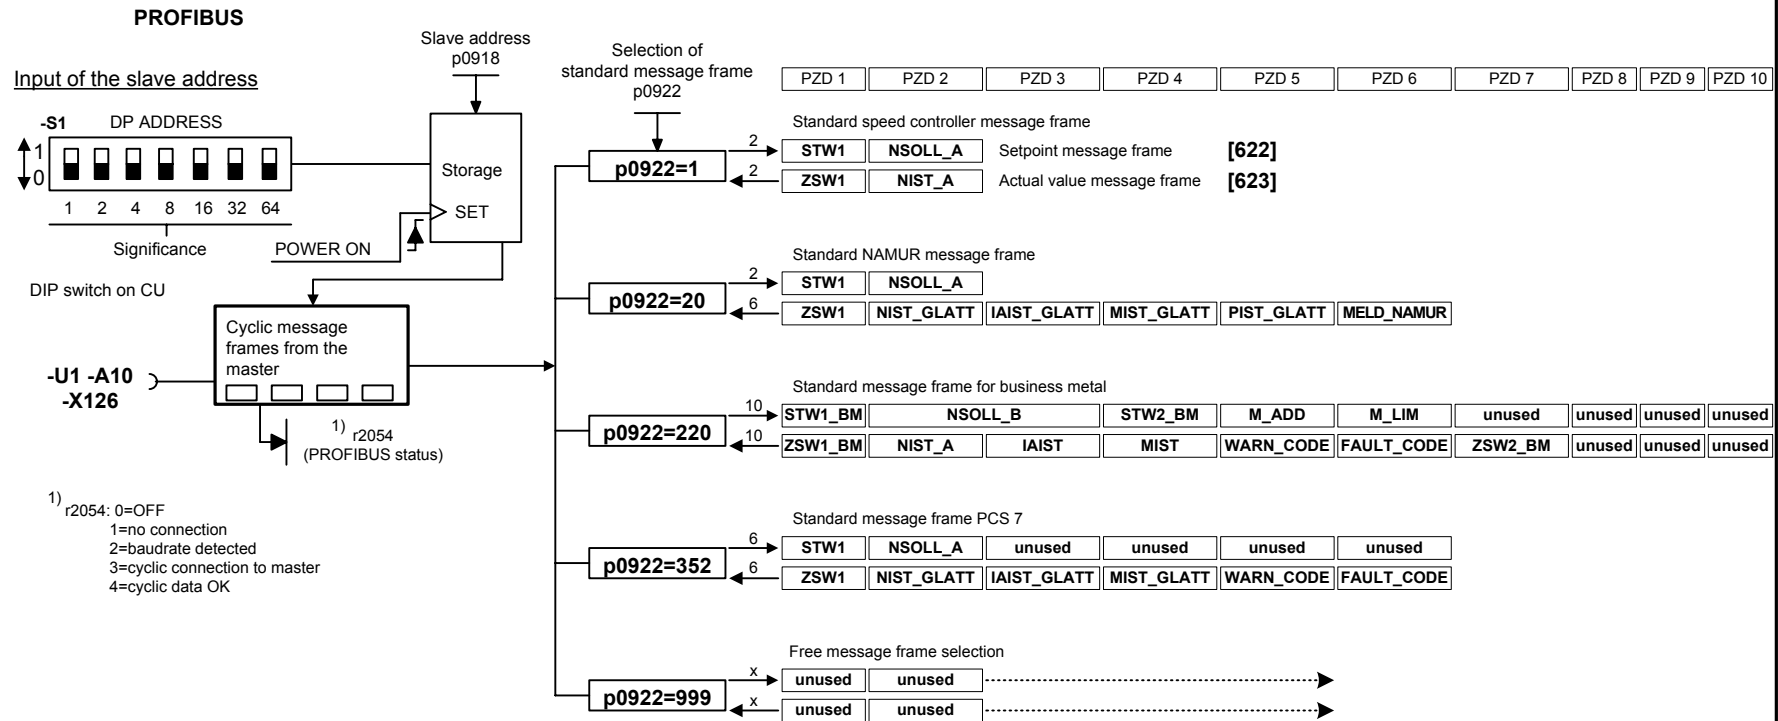 PROFIBUS
Input of the slave address
-S1 DP ADDRESS
1
0
1 2 4 8 16 32 64
Significance
DIP switch on CU
POWER ON
Slave address
p0918
Storage
SET
Cyclic message
frames from the
master
-U1 -A10
-X126
1) r2054
(PROFIBUS status)
1) r2054: 0=OFF
1=no connection
2=baudrate detected
3=cyclic connection to master
4=cyclic data OK
Selection of
standard message frame
p0922
PZD 1 PZD 2 PZD 3 PZD 4 PZD 5 PZD 6 PZD 7 PZD 8 PZD 9 PZD 10
Standard speed controller message frame
p0922=1
2 STW1 NSOLL_A Setpoint message frame [622]
2 ZSW1 NIST_A Actual value message frame [623]
Standard NAMUR message frame
p0922=20
2 STW1 NSOLL_A
6 ZSW1 NIST_GLATT IAIST_GLATT MIST_GLATT PIST_GLATT MELD_NAMUR
Standard message frame for business metal
p0922=220
10 STW1_BM NSOLL_B STW2_BM M_ADD M_LIM unused unused unused unused
10 ZSW1_BM NIST_A IAIST MIST WARN_CODE FAULT_CODE ZSW2_BM unused unused unused
Standard message frame PCS 7
p0922=352
6 STW1 NSOLL_A unused unused unused unused
6 ZSW1 NIST_GLATT IAIST_GLATT MIST_GLATT WARN_CODE FAULT_CODE
Free message frame selection
p0922=999
x unused unused
x unused unused